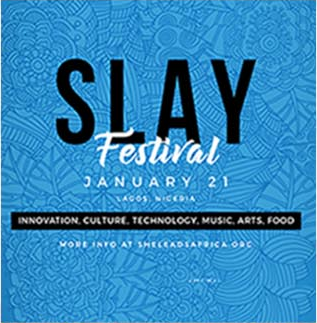 SLAY
Festival
JANUARY 21
LAGOS, NIGERIA
INNOVATION, CULTURE, TECHNOLOGY, MUSIC, ARTS, FOOD
MORE INFO AT SHELEADSAFRICA.ORG